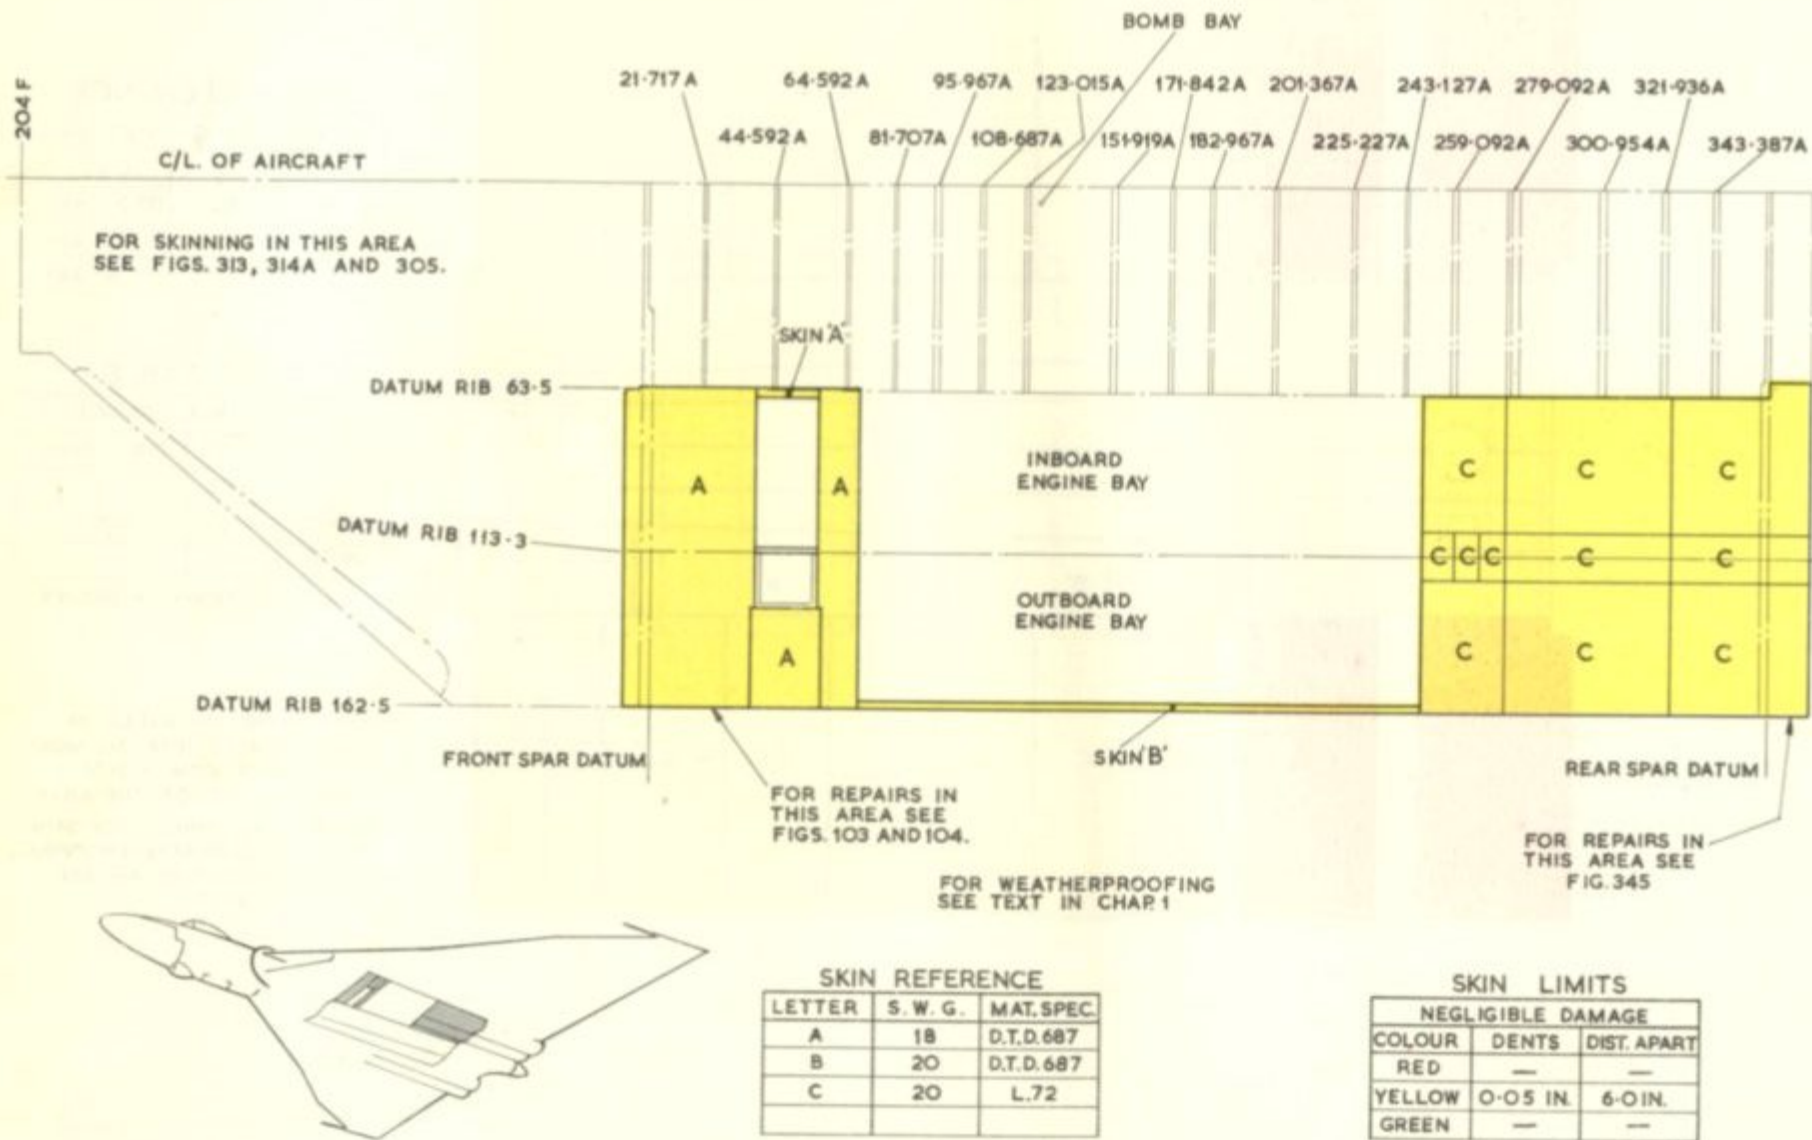 BOMB BAY
204 F
21·717 A
64·592 A
95·967A
123·015A
171·842 A
201·367A
243·127A
279·092A
321·936A
44·592 A
81·707A
108·687A
151·919A
182·967A
225·227A
259·092A
300·954A
343·387A
C/L. OF AIRCRAFT
FOR SKINNING IN THIS AREA
SEE FIGS. 313, 314A AND 305.
SKIN 'A'
DATUM RIB 63·5
A
A
INBOARD
ENGINE BAY
C
C
C
DATUM RIB 113·3
C
C
C
C
C
A
OUTBOARD
ENGINE BAY
C
C
C
DATUM RIB 162·5
FRONT SPAR DATUM
SKIN 'B'
REAR SPAR DATUM
FOR REPAIRS IN
THIS AREA SEE
FIGS. 103 AND 104.
FOR REPAIRS IN
THIS AREA SEE
FIG. 345
FOR WEATHERPROOFING
SEE TEXT IN CHAP. 1
SKIN REFERENCE
LETTER S. W. G. MAT. SPEC.
A 18 D.T.D. 687
B 20 D.T.D. 687
C 20 L.72
SKIN LIMITS
NEGLIGIBLE DAMAGE
COLOUR DENTS DIST. APART
RED — —
YELLOW 0·05 IN. 6·0 IN.
GREEN — —